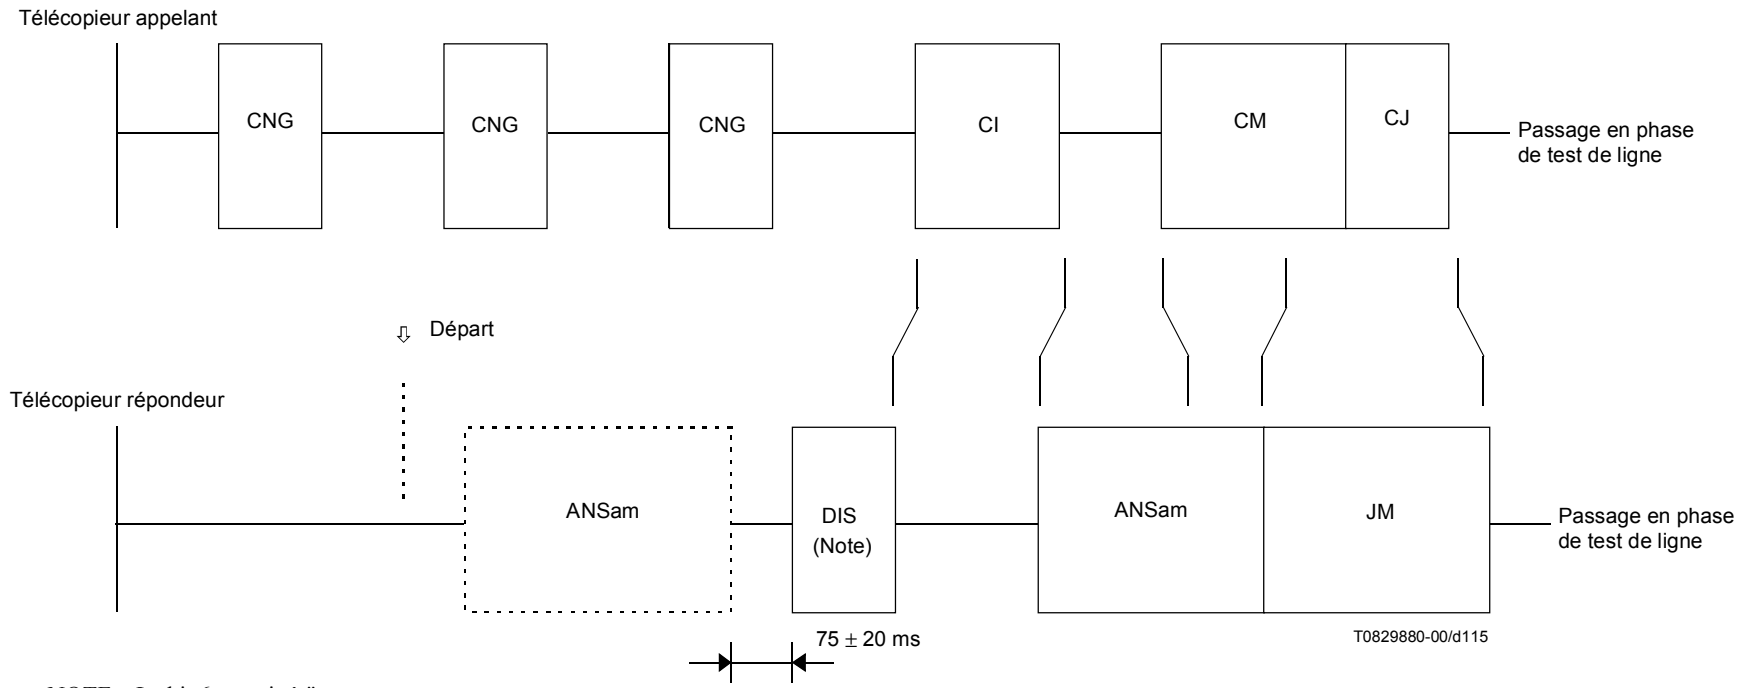 Télécopieur appelant
CNG
CNG
CNG
CI
CM
CJ
Passage en phase
de test de ligne
Départ
Télécopieur répondeur
ANSam
DIS
(Note)
ANSam
JM
Passage en phase
de test de ligne
75 ± 20 ms
T0829880-00/d115